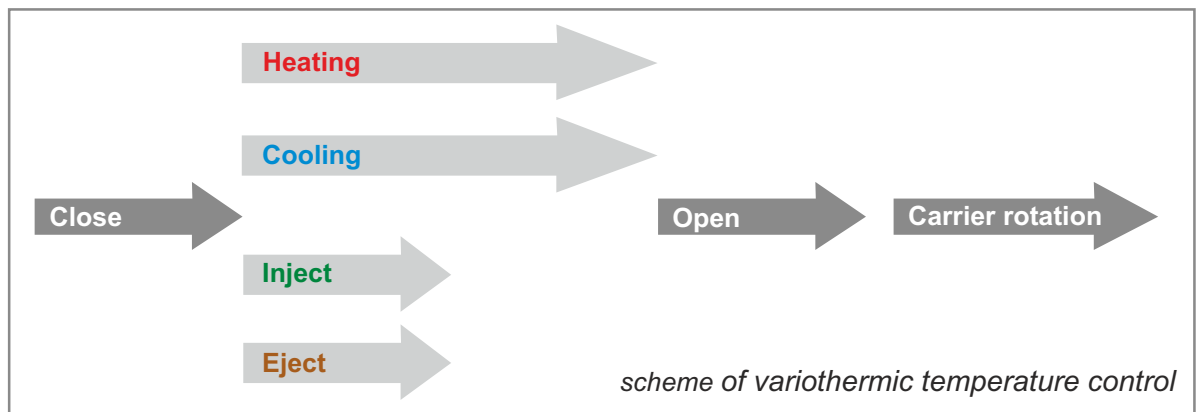 Heating
Cooling
Close
Open
Carrier rotation
Inject
Eject
scheme of variothermic temperature control